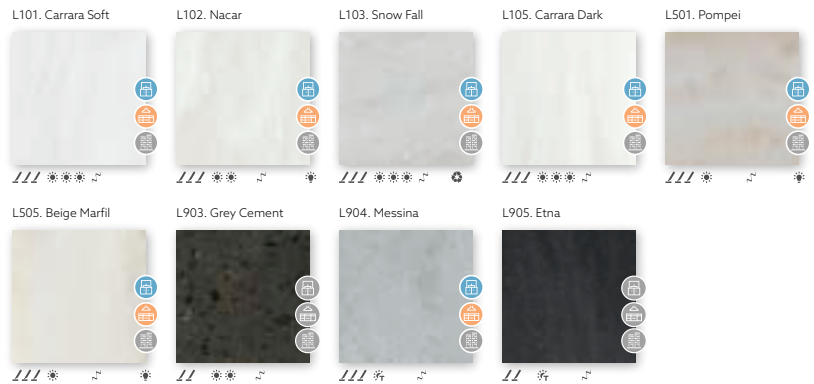 L101. Carrara Soft
L102. Nacar
L103. Snow Fall
L105. Carrara Dark
L501. Pompei
L505. Beige Marfil
L903. Grey Cement
L904. Messina
L905. Etna